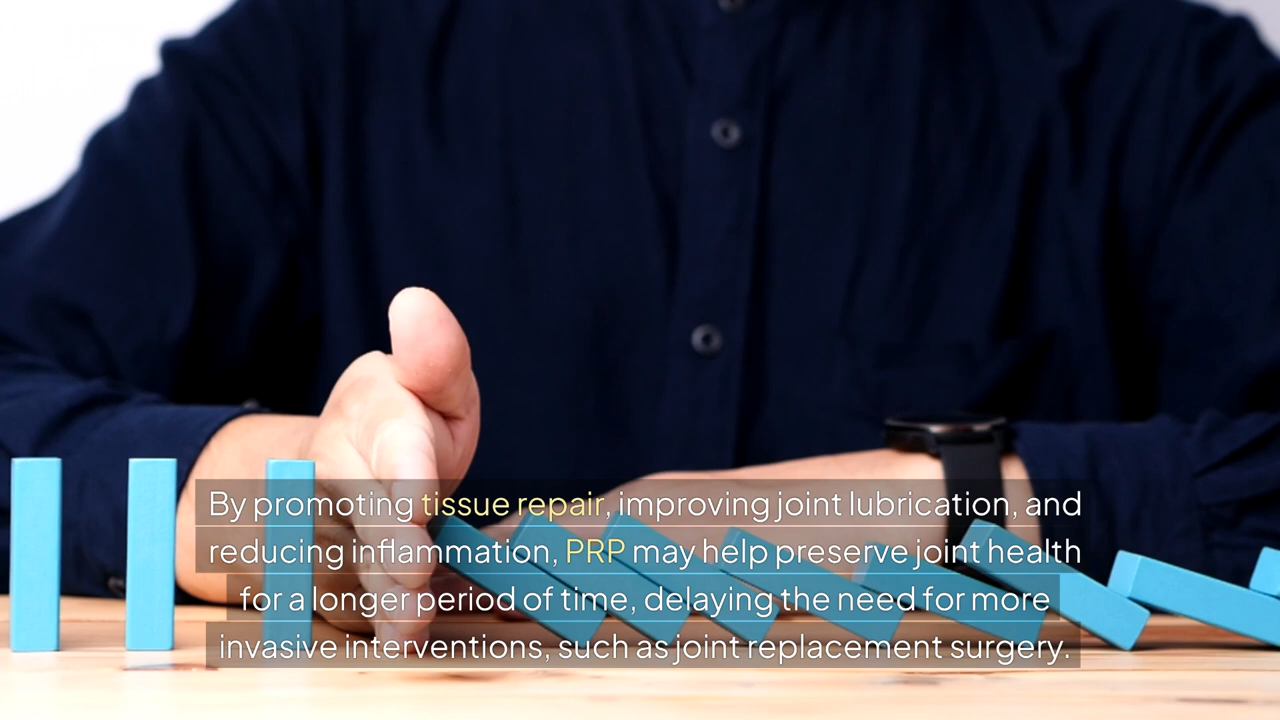 By promoting tissue repair, improving joint lubrication, and
reducing inflammation, PRP may help preserve joint health
for a longer period of time, delaying the need for more
invasive interventions, such as joint replacement surgery.